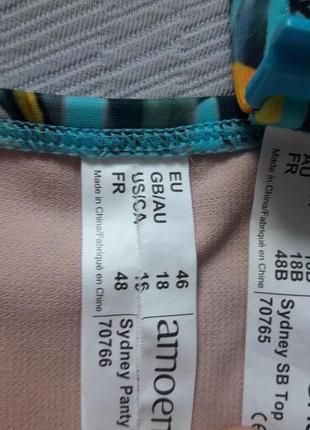 EU 46
GB/AU 18
US/CA 16
FR 48
Made in China/Fabriqué en Chine
amoen
Sydney Panty
70766
18B
FR 48B
Made in China/Fabriqué en Chine
Sydney SB Top
70765
CE